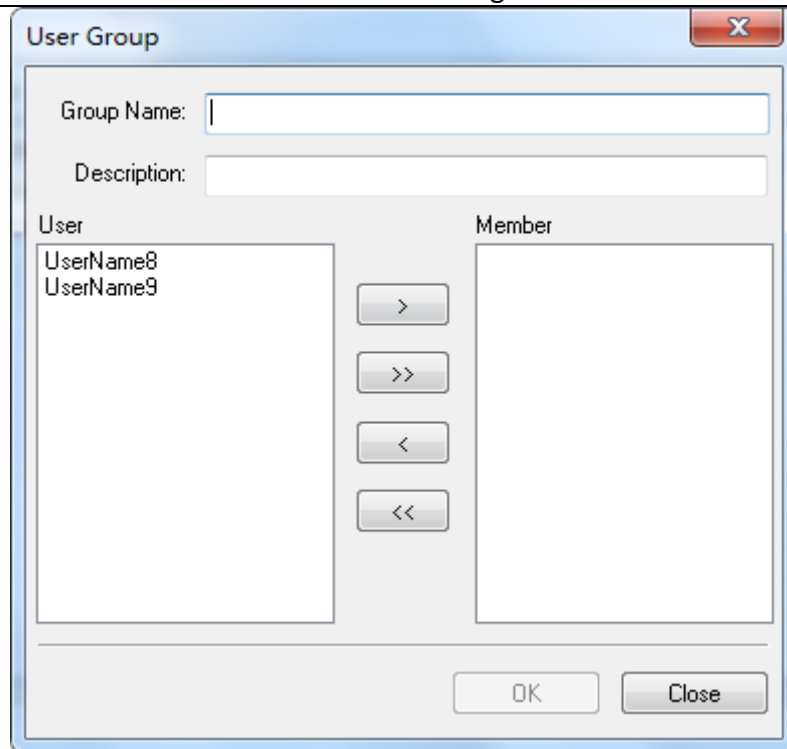 User Group
Group Name:
Description:
User
Member
UserName8
UserName9
>
>>
<
<<
OK
Close